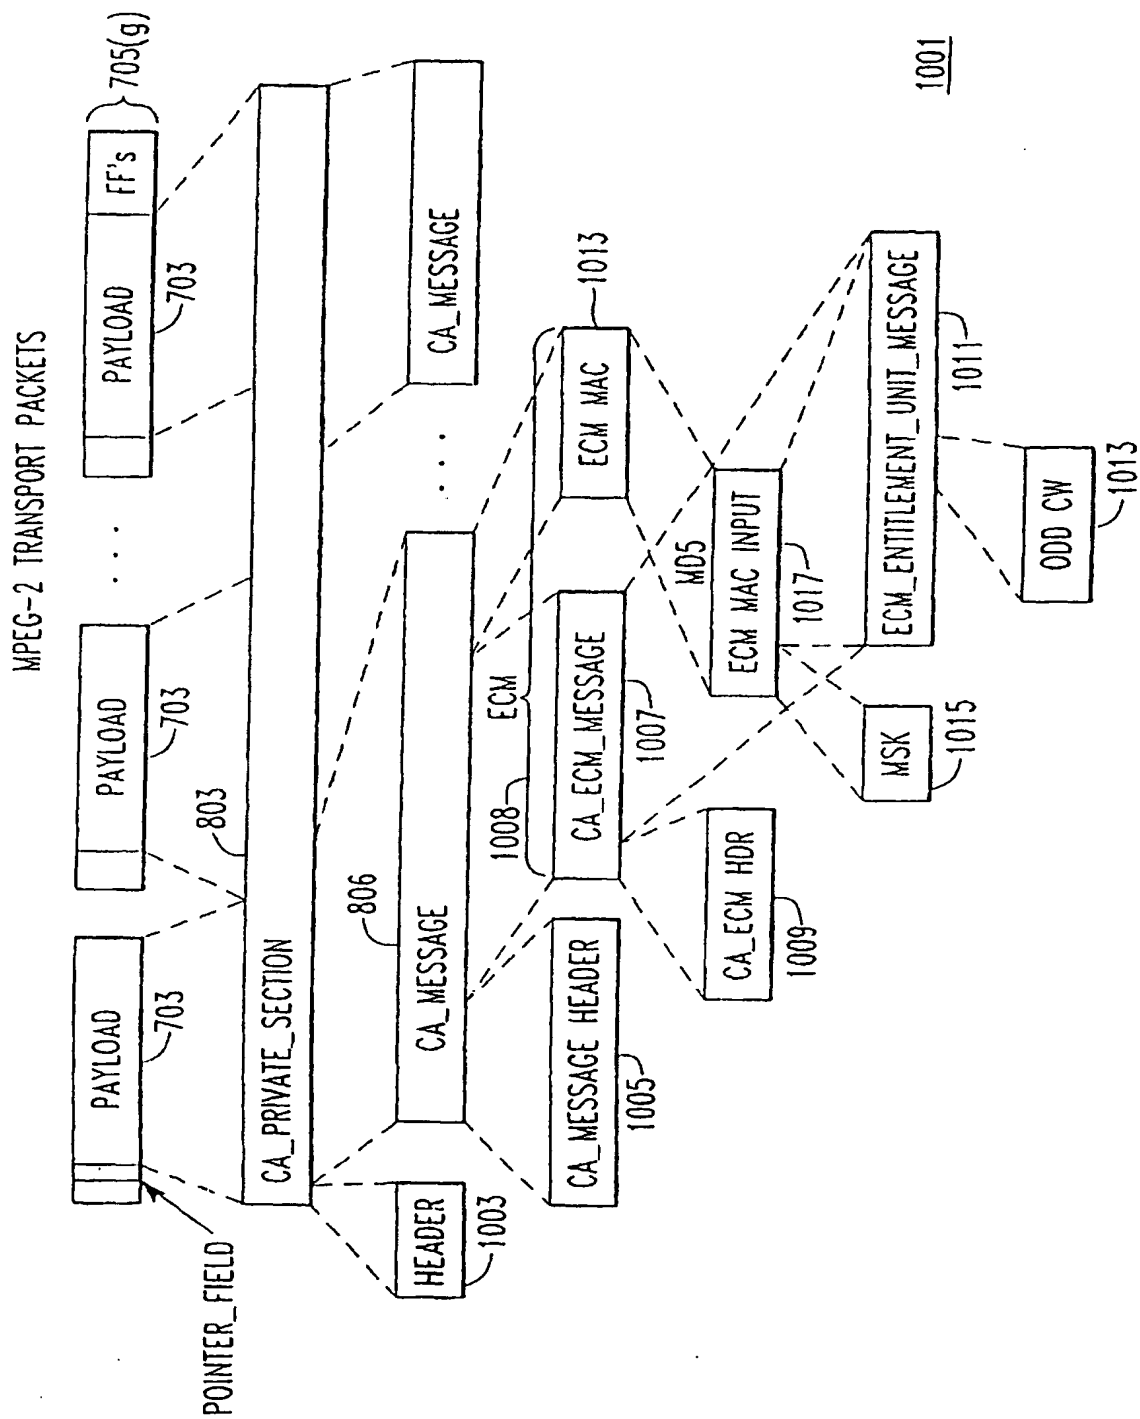 MPEG-2 TRANSPORT PACKETS
PAYLOAD
703
PAYLOAD
703
. . .
PAYLOAD
FF's
703
705(g)
POINTER_FIELD
CA_PRIVATE_SECTION
803
HEADER
1003
CA_MESSAGE
806
. . .
CA_MESSAGE
CA_MESSAGE HEADER
1005
1008
ECM
CA_ECM_MESSAGE
1007
ECM MAC
1013
CA_ECM HDR
1009
MD5
ECM MAC INPUT
1017
MSK
1015
ECM_ENTITLEMENT_UNIT_MESSAGE
1011
ODD CW
1013
1001